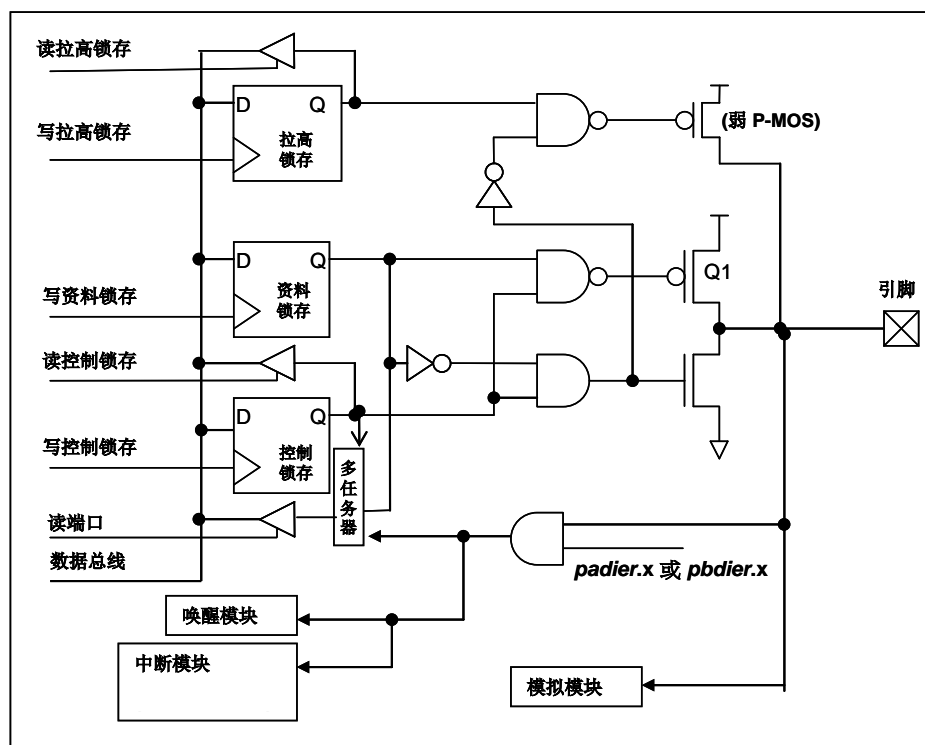 读拉高锁存
D Q
拉高
锁存
写拉高锁存
(弱 P-MOS)
D Q
资料
锁存
写资料锁存
Q1
引脚
读控制锁存
D Q
控制
锁存
写控制锁存
多
任
务
器
读端口
数据总线
padier.x 或 pbdier.x
唤醒模块
中断模块
模拟模块